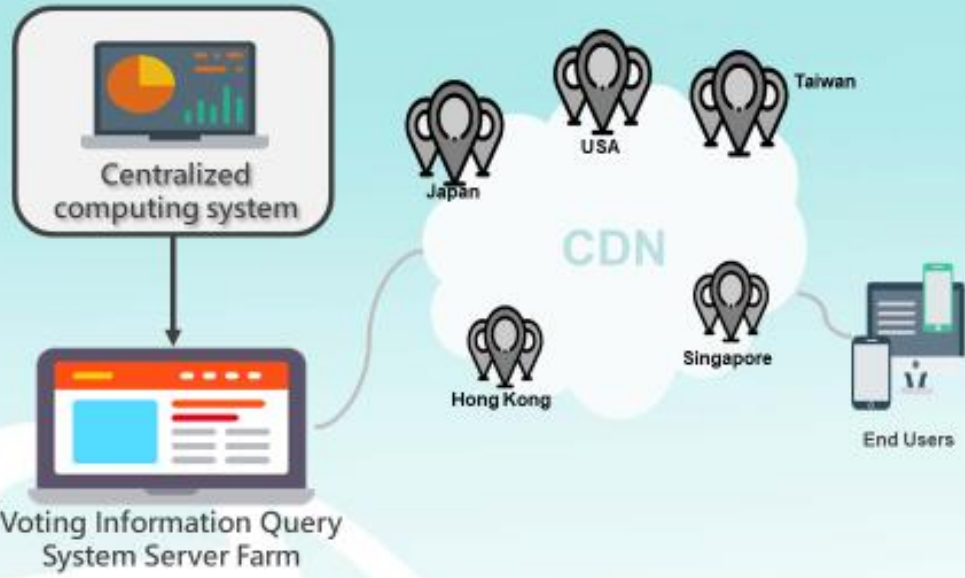 Centralized
computing system
USA
Taiwan
Japan
CDN
Hong Kong
Singapore
End Users
Voting Information Query
System Server Farm